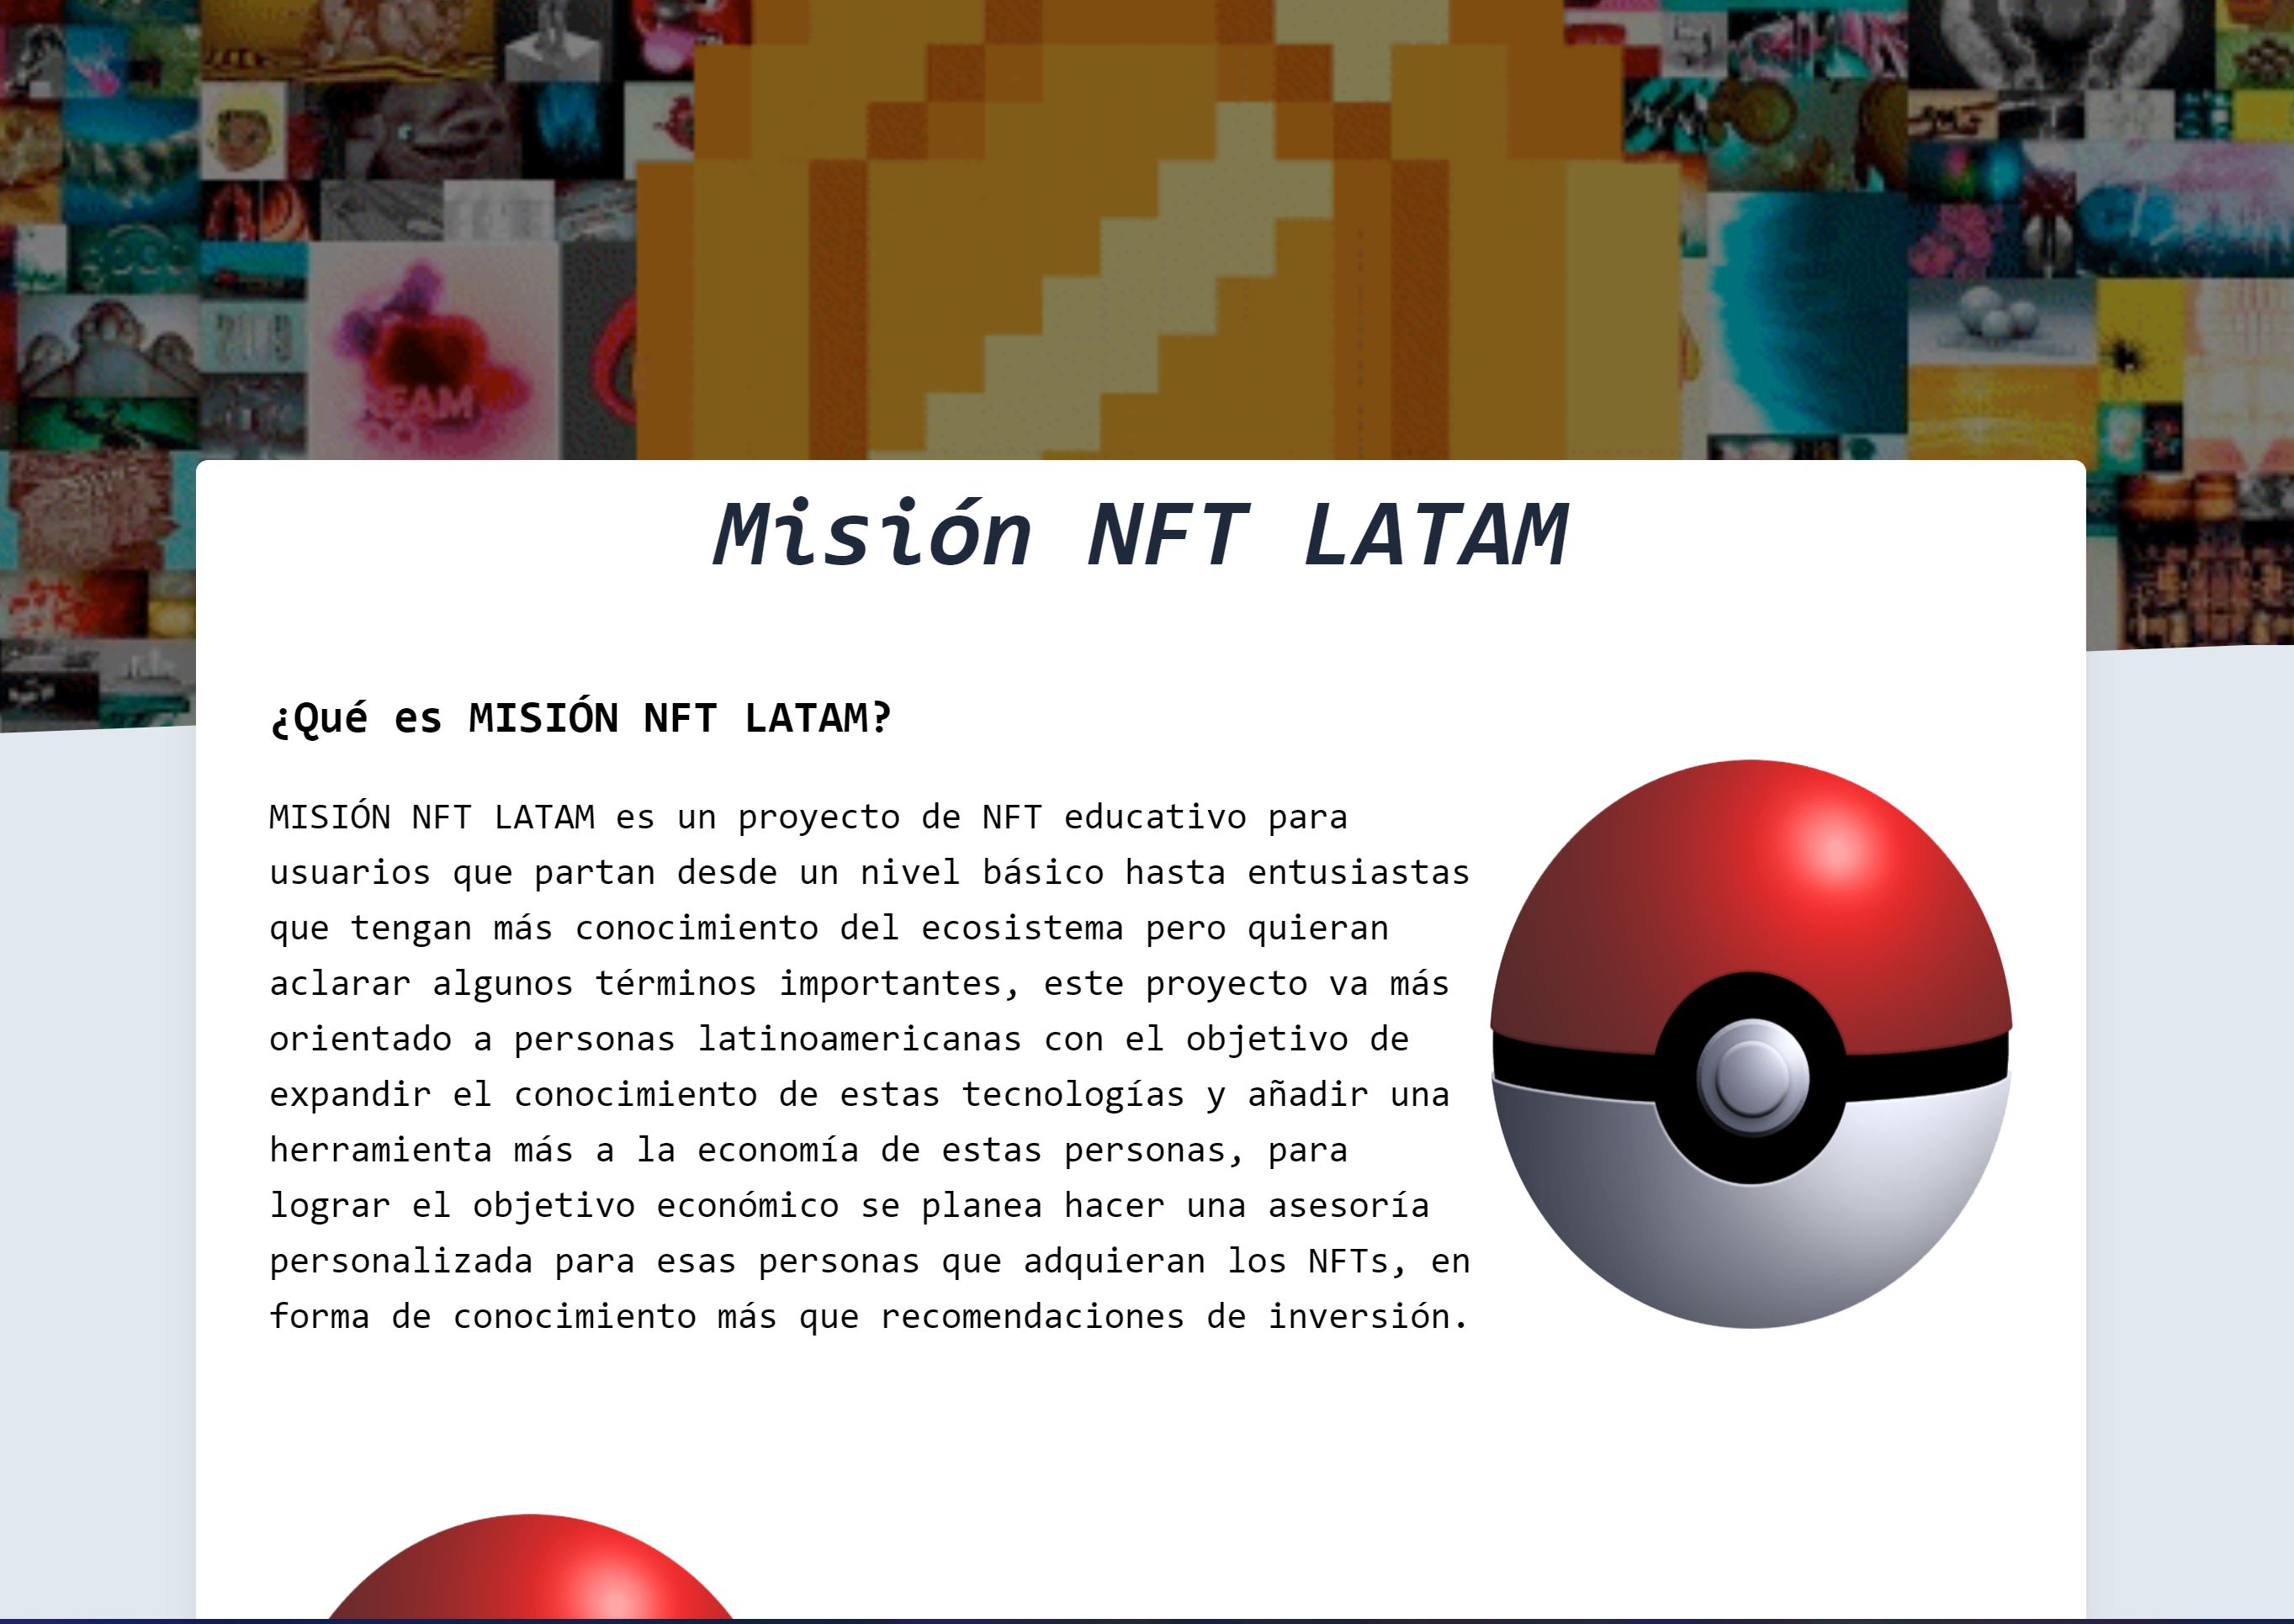 REAM
Misión NFT LATAM
¿Qué es MISIÓN NFT LATAM?
MISIÓN NFT LATAM es un proyecto de NFT educativo para
usuarios que partan desde un nivel básico hasta entusiastas
que tengan más conocimiento del ecosistema pero quieran
aclarar algunos términos importantes, este proyecto va más
orientado a personas latinoamericanas con el objetivo de
expandir el conocimiento de estas tecnologías y añadir una
herramienta más a la economía de estas personas, para
lograr el objetivo económico se planea hacer una asesoría
personalizada para esas personas que adquieran los NFTs, en
forma de conocimiento más que recomendaciones de inversión.